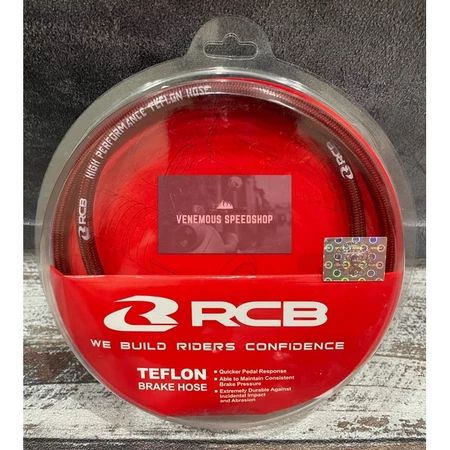 HIGH PERFORMANCE TEFLON HOSE
RCB
RCB
VENEMOUS SPEEDSHOP
RCB
WE BUILD RIDERS CONFIDENCE
TEFLON
BRAKE HOSE
Quicker Pedal Response
Able to Maintain Consistent
Brake Pressure
Extremely Durable Against
Incidental Impact
and Abrasion